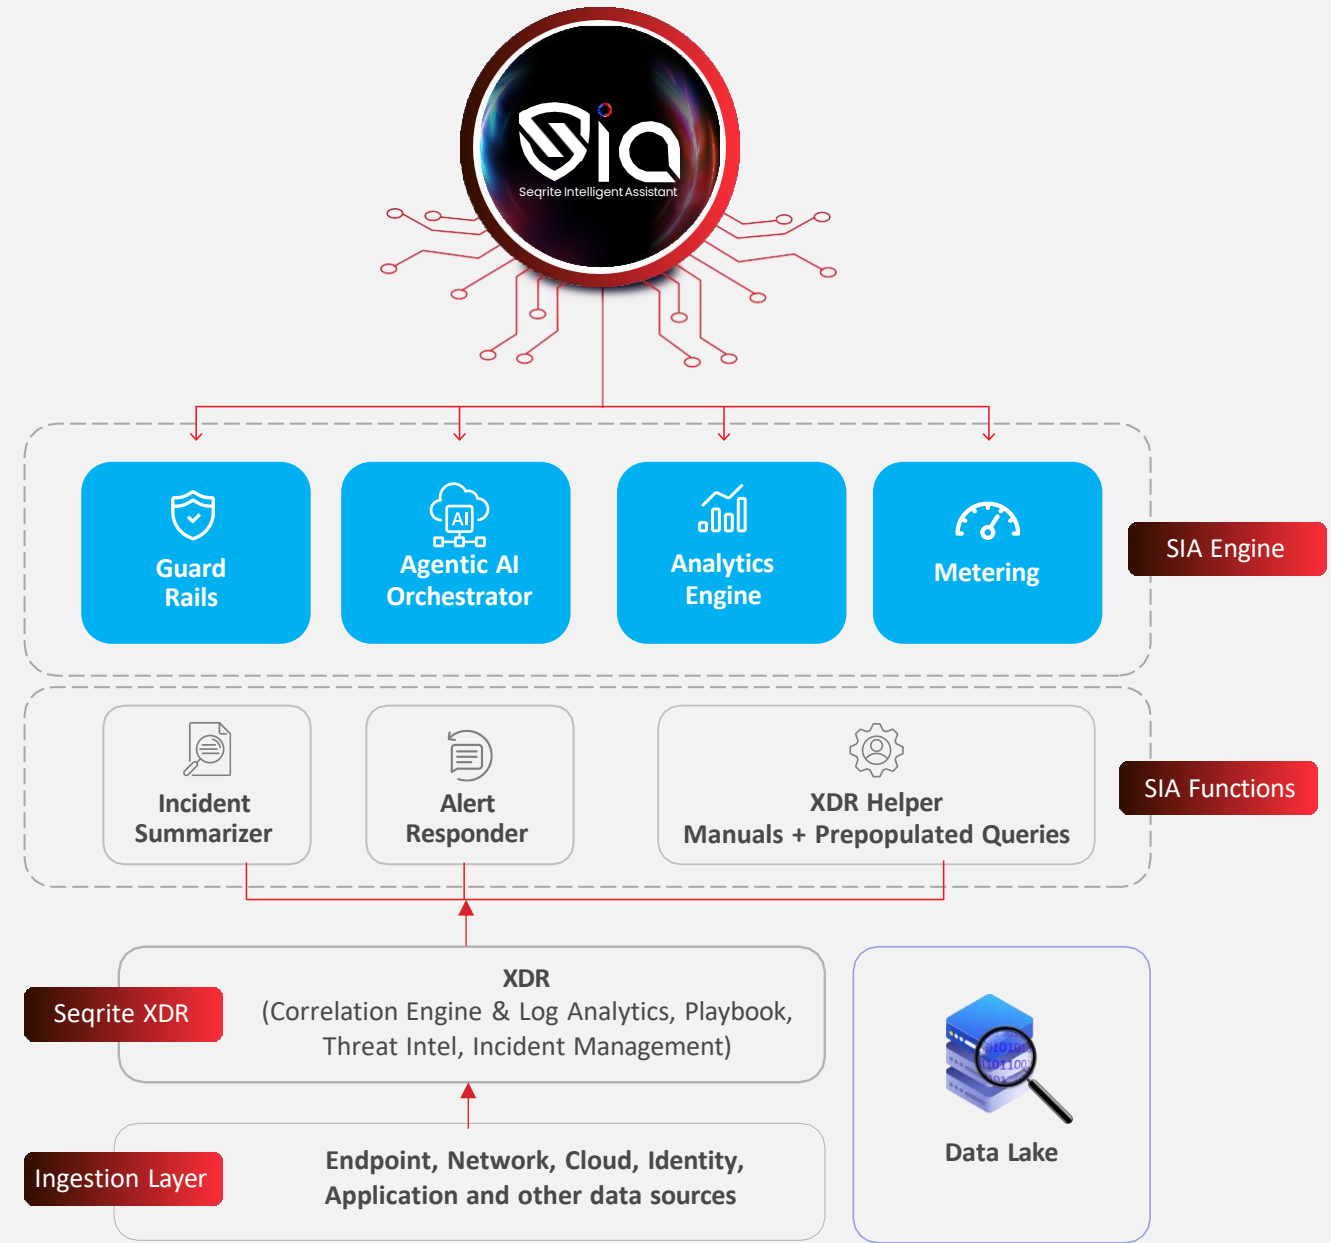 Sia
Seqrite Intelligent Assistant
Guard
Rails
AI
Agentic AI
Orchestrator
Analytics
Engine
Metering
SIA Engine
Incident
Summarizer
Alert
Responder
XDR Helper
Manuals + Prepopulated Queries
SIA Functions
Seqrite XDR
XDR
(Correlation Engine & Log Analytics, Playbook,
Threat Intel, Incident Management)
Ingestion Layer
Endpoint, Network, Cloud, Identity,
Application and other data sources
Data Lake